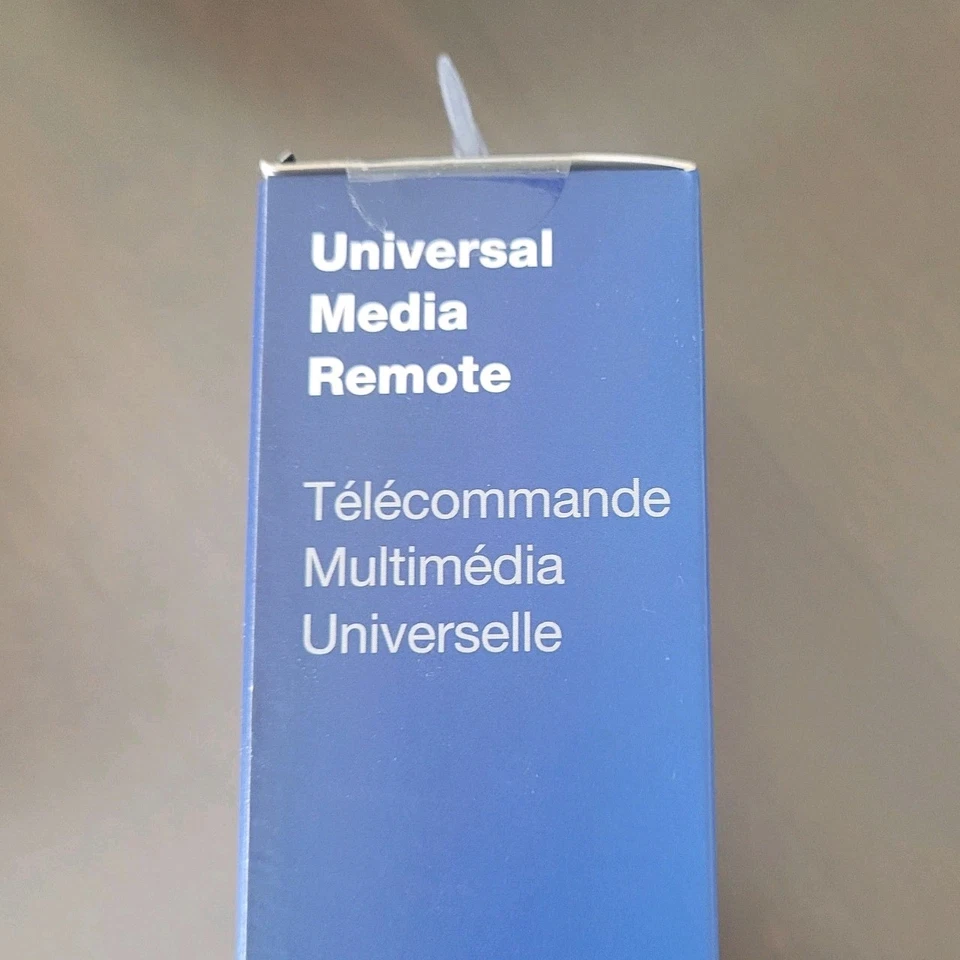 Universal
Media
Remote
Télécommande
Multimédia
Universelle